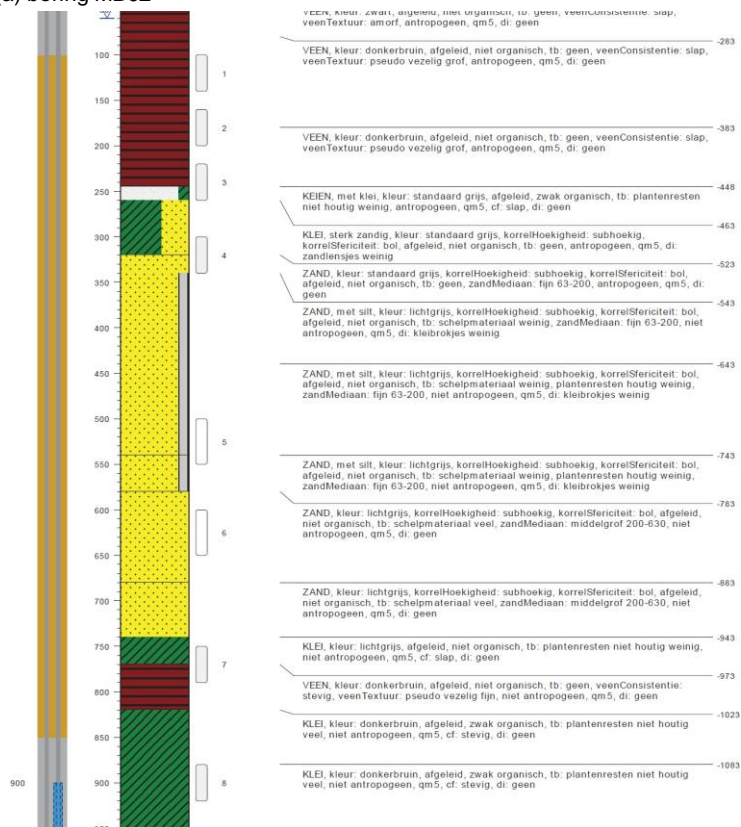 VEEN, kleur: zwart, afgeleid, niet organisch, tb: geen, veenConsistentie: slap,
veenTextuur: amorf, antropogeen, qm5, di: geen
-283
VEEN, kleur: donkerbruin, afgeleid, niet organisch, tb: geen, veenConsistentie: slap,
veenTextuur: pseudo vezelig grof, antropogeen, qm5, di: geen
100
1
150
2
-383
VEEN, kleur: donkerbruin, afgeleid, niet organisch, tb: geen, veenConsistentie: slap,
veenTextuur: pseudo vezelig grof, antropogeen, qm5, di: geen
200
3
-448
250
KEIEN, met klei, kleur: standaard grijs, afgeleid, zwak organisch, tb: plantenresten
niet houtig weinig, antropogeen, qm5, cf: slap, di: geen
-463
KLEI, sterk zandig, kleur: standaard grijs, korrelHoekigheid: subhoekig,
korrelSfericiteit: bol, afgeleid, niet organisch, tb: geen, antropogeen, qm5, di:
zandlensjes weinig
300
4
-523
ZAND, kleur: standaard grijs, korrelHoekigheid: subhoekig, korrelSfericiteit: bol,
afgeleid, niet organisch, tb: geen, zandMediaan: fijn 63-200, antropogeen, qm5, di:
geen
-543
350
ZAND, met silt, kleur: lichtgrijs, korrelHoekigheid: subhoekig, korrelSfericiteit: bol,
afgeleid, niet organisch, tb: schelpmateriaal weinig, zandMediaan: fijn 63-200, niet
antropogeen, qm5, di: kleibrokjes weinig
400
-643
450
ZAND, met silt, kleur: lichtgrijs, korrelHoekigheid: subhoekig, korrelSfericiteit: bol,
afgeleid, niet organisch, tb: schelpmateriaal weinig, plantenresten houtig weinig,
zandMediaan: fijn 63-200, niet antropogeen, qm5, di: kleibrokjes weinig
500
5
-743
550
ZAND, met silt, kleur: lichtgrijs, korrelHoekigheid: subhoekig, korrelSfericiteit: bol,
afgeleid, niet organisch, tb: schelpmateriaal weinig, plantenresten houtig weinig,
zandMediaan: fijn 63-200, niet antropogeen, qm5, di: kleibrokjes weinig
-783
600
6
ZAND, kleur: lichtgrijs, korrelHoekigheid: subhoekig, korrelSfericiteit: bol, afgeleid,
niet organisch, tb: schelpmateriaal veel, zandMediaan: middelgrof 200-630, niet
antropogeen, qm5, di: geen
650
-883
700
ZAND, kleur: lichtgrijs, korrelHoekigheid: subhoekig, korrelSfericiteit: bol, afgeleid,
niet organisch, tb: schelpmateriaal veel, zandMediaan: middelgrof 200-630, niet
antropogeen, qm5, di: geen
-943
750
7
KLEI, kleur: lichtgrijs, afgeleid, niet organisch, tb: plantenresten niet houtig weinig,
niet antropogeen, qm5, cf: slap, di: geen
-973
VEEN, kleur: donkerbruin, afgeleid, niet organisch, tb: geen, veenConsistentie:
stevig, veenTextuur: pseudo vezelig fijn, niet antropogeen, qm5, di: geen
800
-1023
KLEI, kleur: donkerbruin, afgeleid, zwak organisch, tb: plantenresten niet houtig
veel, niet antropogeen, qm5, cf: stevig, di: geen
850
-1083
900
900
8
KLEI, kleur: donkerbruin, afgeleid, zwak organisch, tb: plantenresten niet houtig
veel, niet antropogeen, qm5, cf: stevig, di: geen